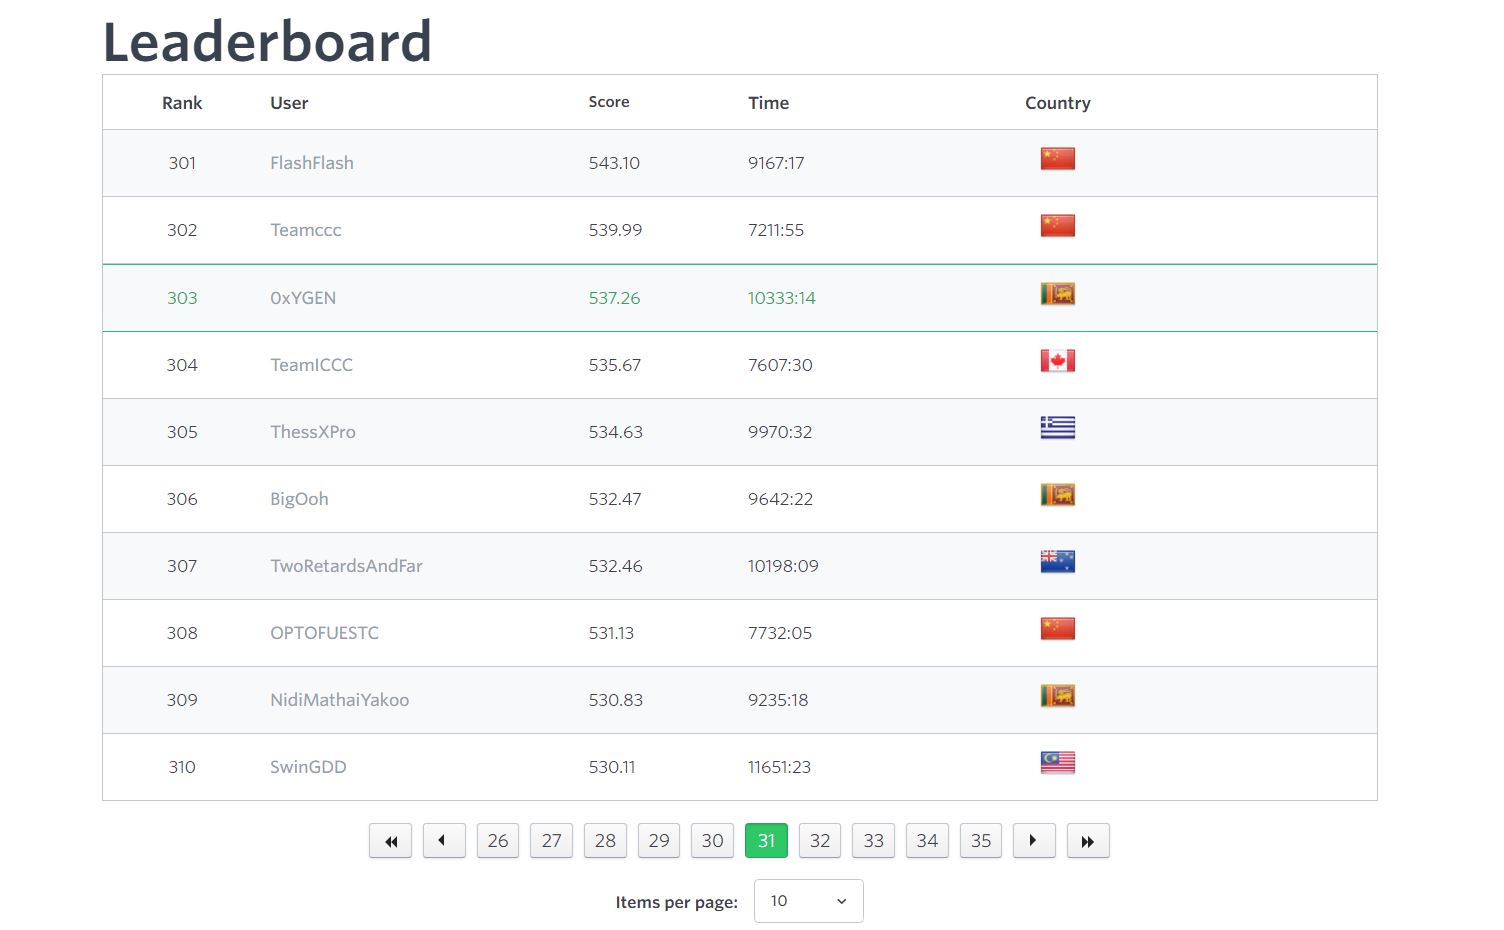 Leaderboard
Rank User Score Time Country
301 FlashFlash 543.10 9167:17
302 Teamccc 539.99 7211:55
303 0xYGEN 537.26 10333:14
304 TeamICCC 535.67 7607:30
305 ThessXPro 534.63 9970:32
306 BigOoh 532.47 9642:22
307 TwoRetardsAndFar 532.46 10198:09
308 OPTOFUESTC 531.13 7732:05
309 NidiMathaiYakoo 530.83 9235:18
310 SwinGDD 530.11 11651:23
26 27 28 29 30 31 32 33 34 35
Items per page: 10